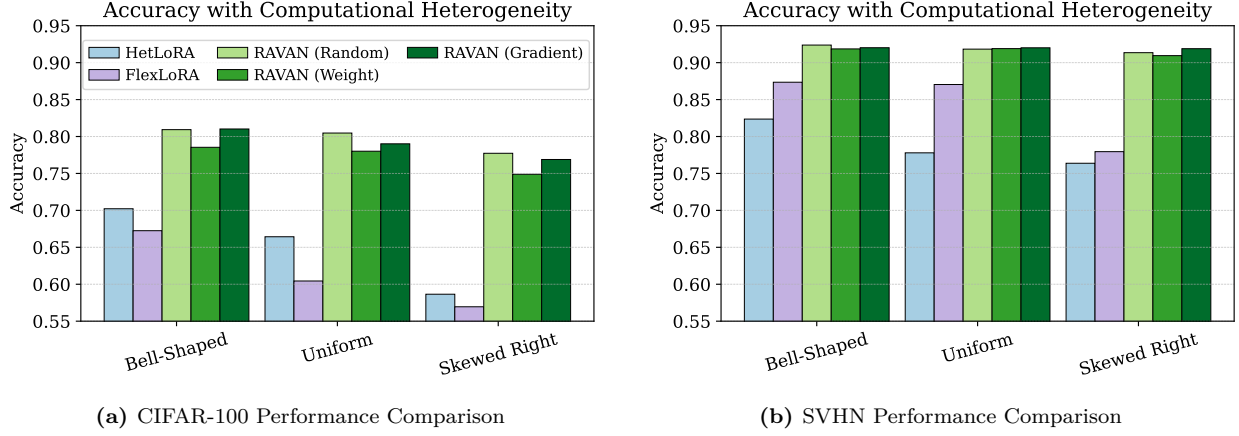 Accuracy with Computational Heterogeneity
Accuracy
0.95
0.90
0.85
0.80
0.75
0.70
0.65
0.60
0.55
HetLoRA
FlexLoRA
RAVAN (Random)
RAVAN (Weight)
RAVAN (Gradient)
Bell-Shaped
Uniform
Skewed Right
(a) CIFAR-100 Performance Comparison
Accuracy with Computational Heterogeneity
Accuracy
0.95
0.90
0.85
0.80
0.75
0.70
0.65
0.60
0.55
Bell-Shaped
Uniform
Skewed Right
(b) SVHN Performance Comparison